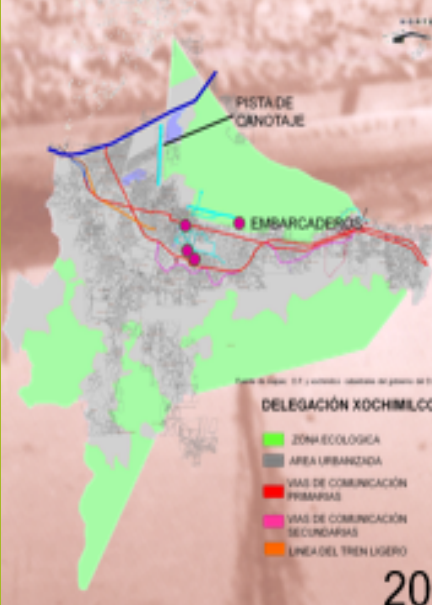 NORTE
PISTA DE
CANOTAJE
EMBARCADEROS
DELEGACIÓN XOCHIMILCO
ZONA ECOLOGICA
AREA URBANIZADA
VIAS DE COMUNICACIÓN
PRIMARIAS
VIAS DE COMUNICACIÓN
SECUNDARIAS
LINEA DEL TREN LIGERO
20